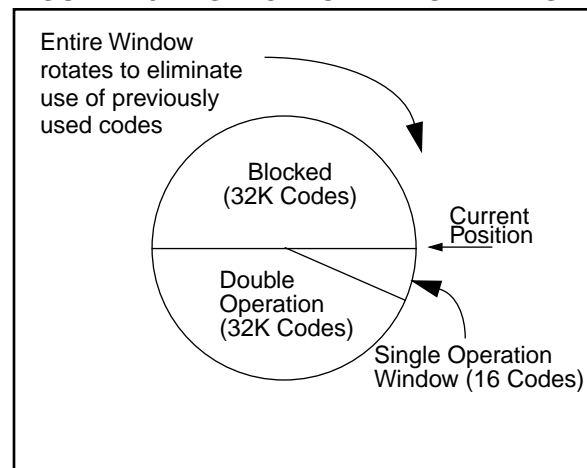 Entire Window
rotates to eliminate
use of previously
used codes
Blocked
(32K Codes)
Current
Position
Double
Operation
(32K Codes)
Single Operation
Window (16 Codes)